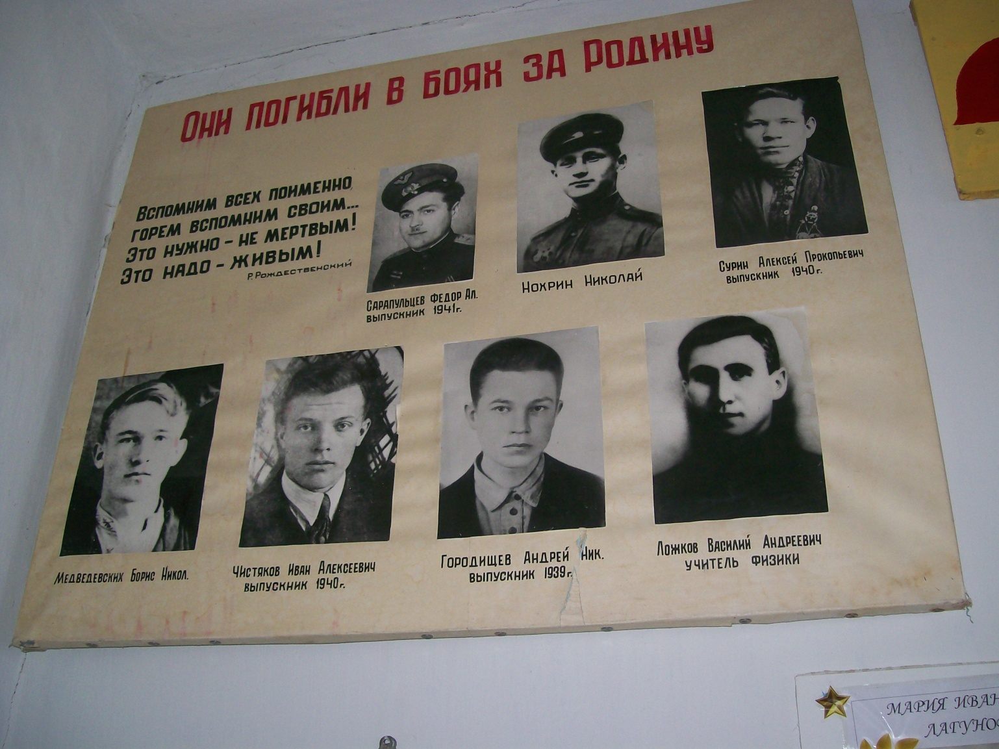 Они погибли в боях за Родину
Вспомним всех поименно,
горем вспомним своим...
Это нужно - не мертвым!
Это надо - живым!
Р. Рождественский
Сарапульцев Федор Ал.
выпускник 1941г.
Нохрин Николай
Сурин Алексей Прокопьевич
выпускник 1940г.
Медведевских Борис Никол.
Чистяков Иван Алексеевич
выпускник 1940г.
Городищев Андрей Ник.
выпускник 1939г.
Ложков Василий Андреевич
учитель физики
МАРИЯ ИВАН
ЛАГУНО